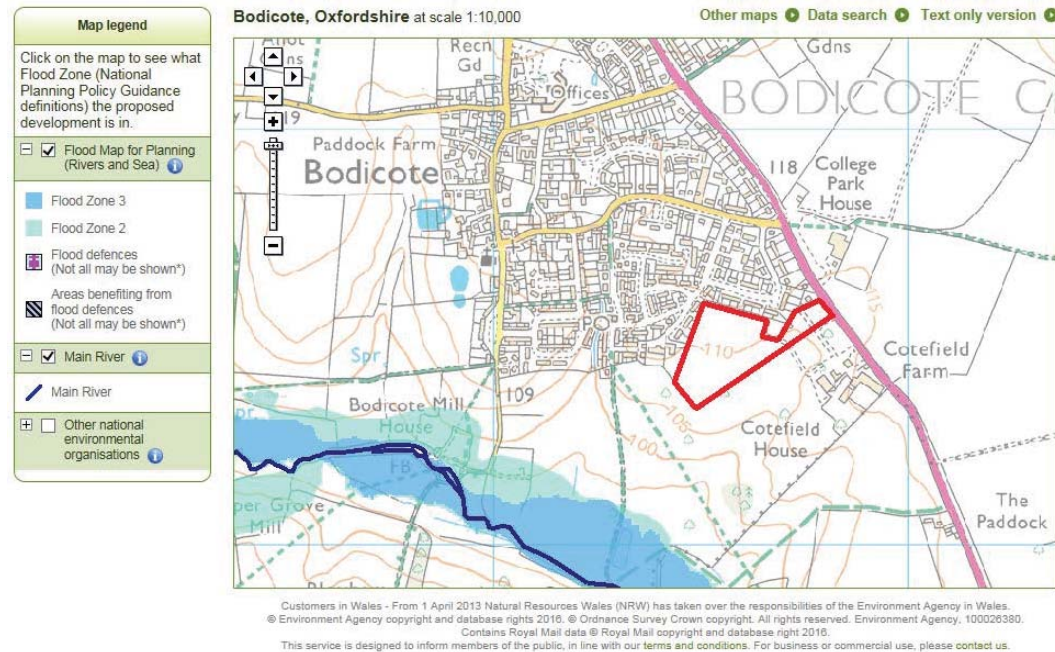 Map legend
Click on the map to see what
Flood Zone (National
Planning Policy Guidance
definitions) the proposed
development is in.
Flood Map for Planning
(Rivers and Sea)
Flood Zone 3
Flood Zone 2
Flood defences
(Not all may be shown*)
Areas benefiting from
flood defences
(Not all may be shown*)
Main River
Main River
Other national
environmental
organisations
Bodicote, Oxfordshire at scale 1:10,000
Other maps Data search Text only version
Recn
Gd
Gdns
Offices
BODICOTE C
19
Paddock Farm
Bodicote
118
College
Park
House
115
PO
110
Cotefield
Farm
Spr
109
105
Bodicote Mill
House
100
Cotefield
House
FB
per Grove
Mill
The
Paddock
Customers in Wales - From 1 April 2013 Natural Resources Wales (NRW) has taken over the responsibilities of the Environment Agency in Wales.
© Environment Agency copyright and database rights 2016. © Ordnance Survey Crown copyright. All rights reserved. Environment Agency, 100026380.
Contains Royal Mail data © Royal Mail copyright and database right 2016.
This service is designed to inform members of the public, in line with our terms and conditions. For business or commercial use, please contact us.